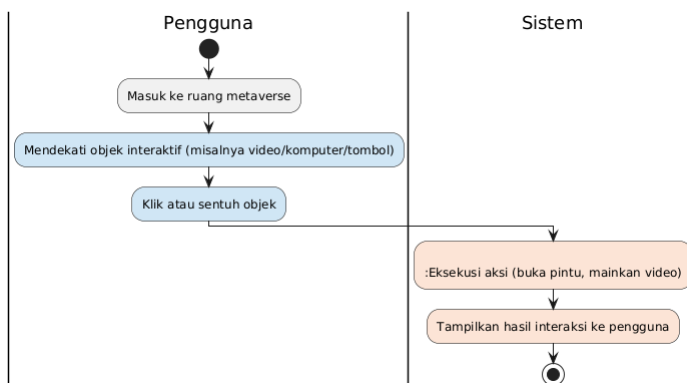 Pengguna
Sistem
Masuk ke ruang metaverse
Mendekati objek interaktif (misalnya video/komputer/tombol)
Klik atau sentuh objek
:Eksekusi aksi (buka pintu, mainkan video)
Tampilkan hasil interaksi ke pengguna